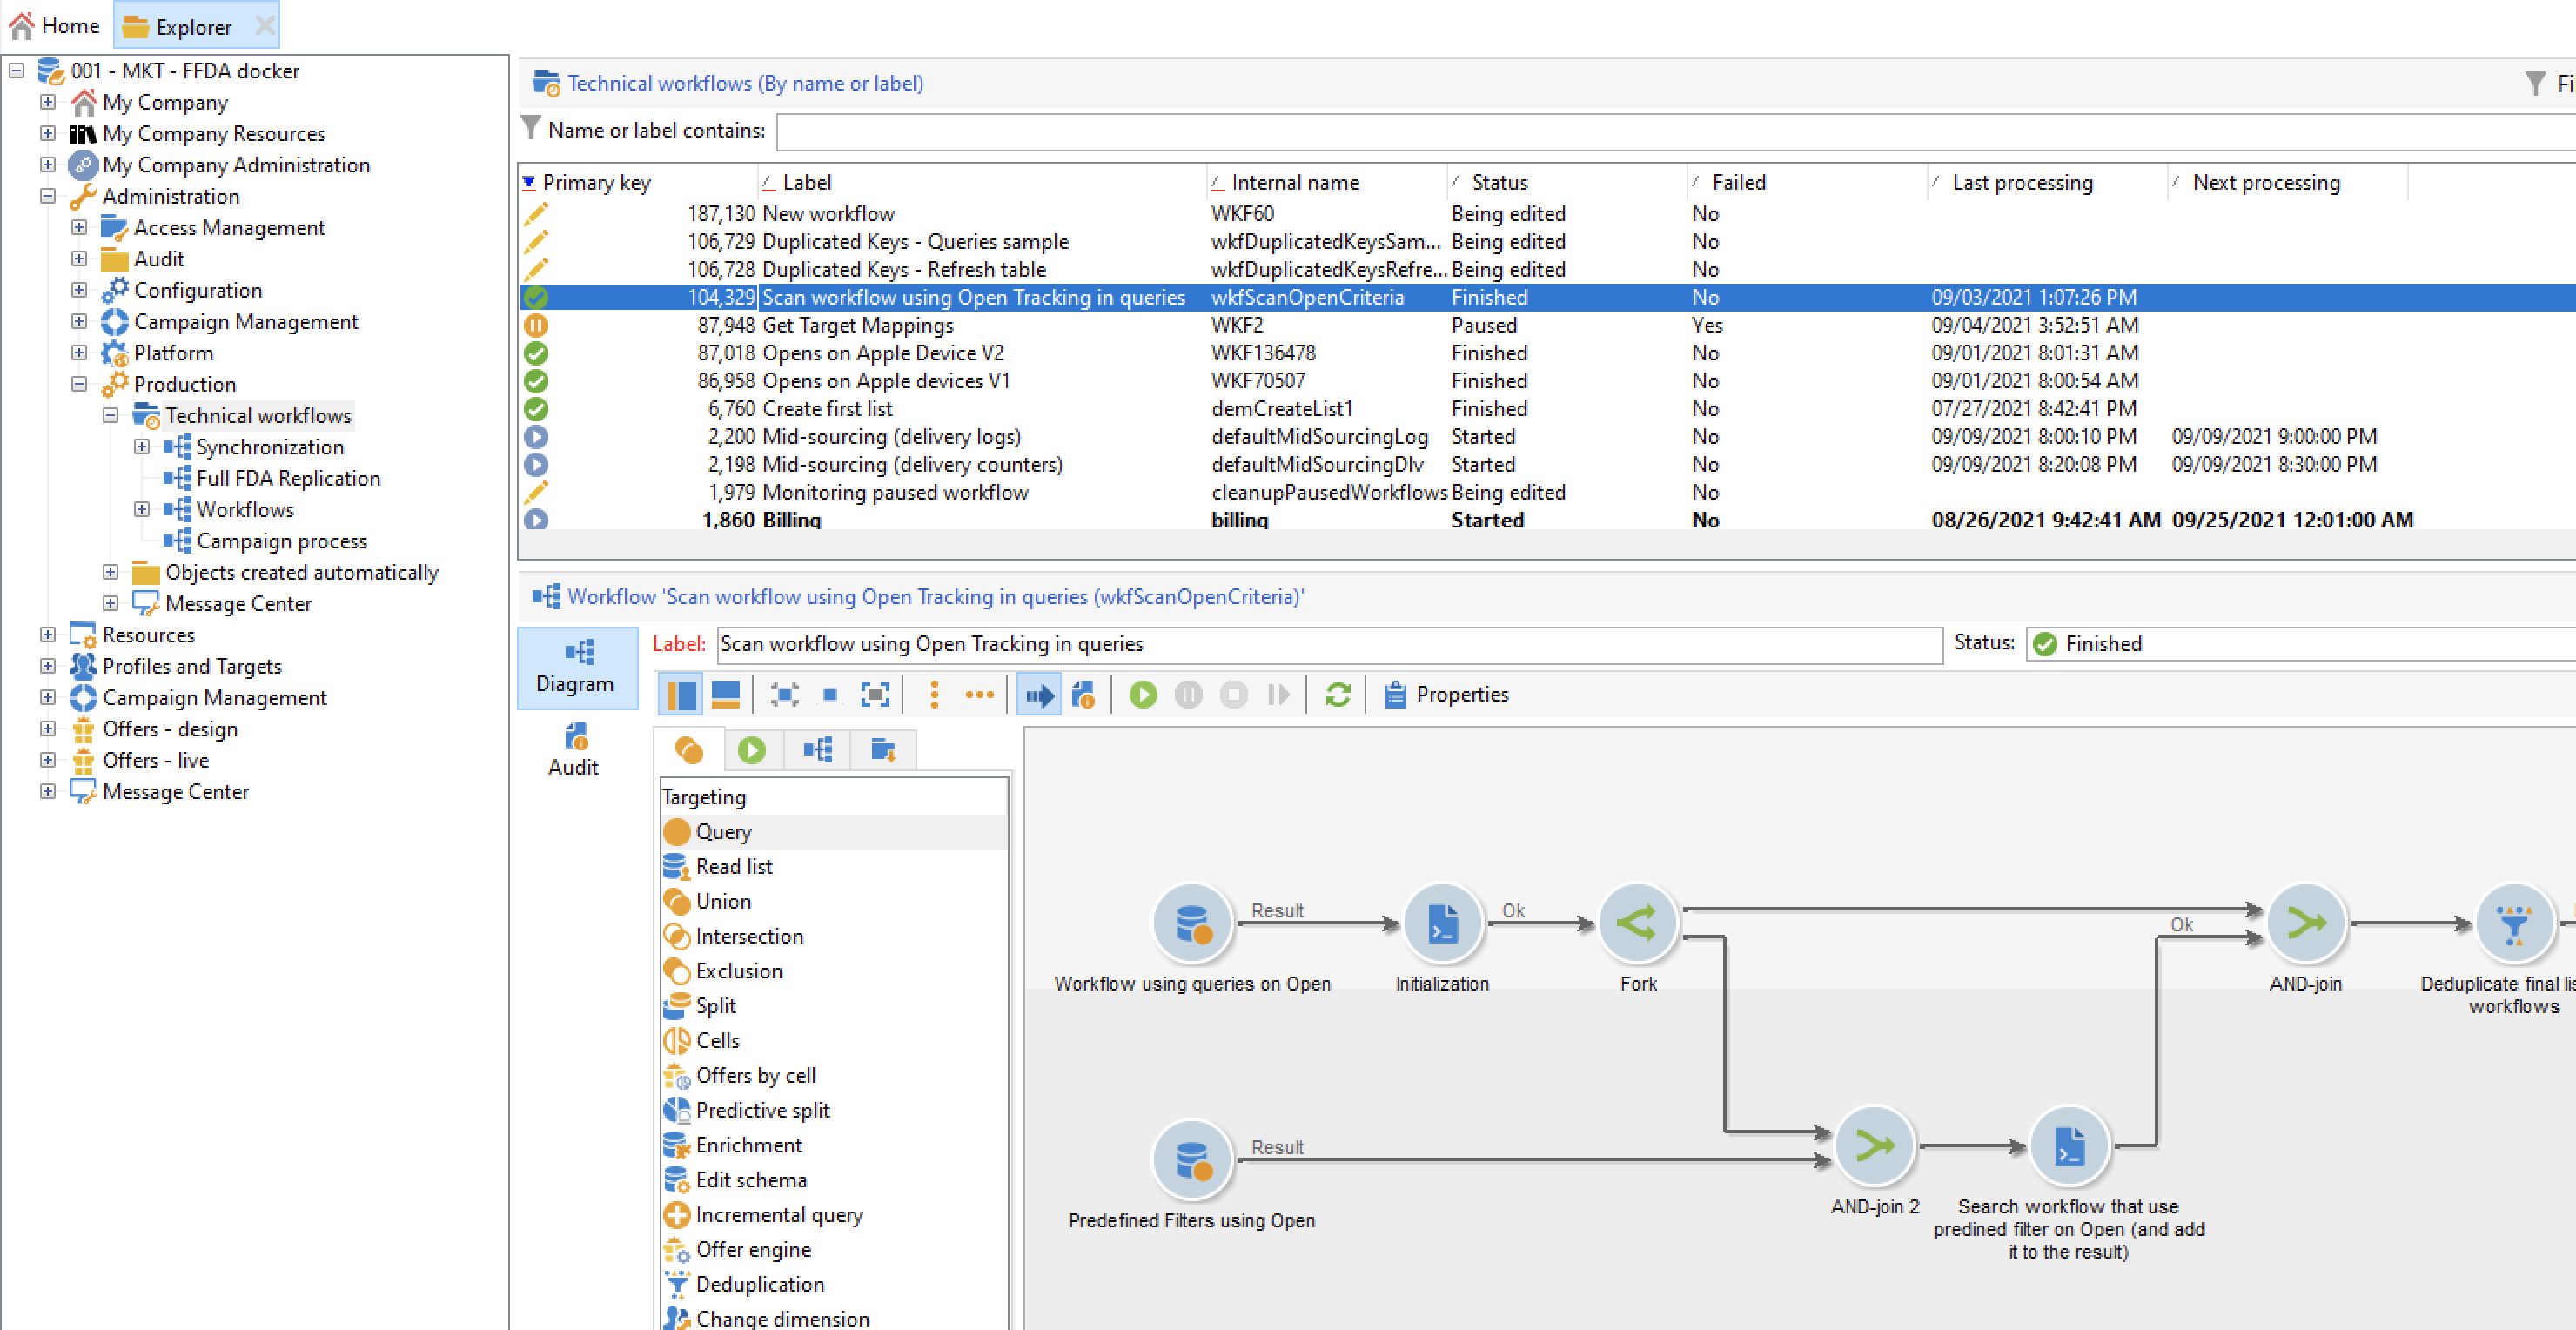 Home
Explorer
001 - MKT - FFDA docker
My Company
My Company Resources
My Company Administration
Administration
Access Management
Audit
Configuration
Campaign Management
Platform
Production
Technical workflows
Synchronization
Full FDA Replication
Workflows
Campaign process
Objects created automatically
Message Center
Resources
Profiles and Targets
Campaign Management
Offers - design
Offers - live
Message Center
Technical workflows (By name or label)
Fi
Name or label contains:
Primary key Label Internal name Status Failed Last processing Next processing
187,130 New workflow WKF60 Being edited No
106,729 Duplicated Keys - Queries sample wkfDuplicatedKeysSam... Being edited No
106,728 Duplicated Keys - Refresh table wkfDuplicatedKeysRefre... Being edited No
104,329 Scan workflow using Open Tracking in queries wkfScanOpenCriteria Finished No 09/03/2021 1:07:26 PM
87,948 Get Target Mappings WKF2 Paused Yes 09/04/2021 3:52:51 AM
87,018 Opens on Apple Device V2 WKF136478 Finished No 09/01/2021 8:01:31 AM
86,958 Opens on Apple devices V1 WKF70507 Finished No 09/01/2021 8:00:54 AM
6,760 Create first list demCreateList1 Finished No 07/27/2021 8:42:41 PM
2,200 Mid-sourcing (delivery logs) defaultMidSourcingLog Started No 09/09/2021 8:00:10 PM 09/09/2021 9:00:00 PM
2,198 Mid-sourcing (delivery counters) defaultMidSourcingDlv Started No 09/09/2021 8:20:08 PM 09/09/2021 8:30:00 PM
1,979 Monitoring paused workflow cleanupPausedWorkflows Being edited No
1,860 Billing billing Started No 08/26/2021 9:42:41 AM 09/25/2021 12:01:00 AM
Workflow 'Scan workflow using Open Tracking in queries (wkfScanOpenCriteria)'
Diagram
Audit
Label: Scan workflow using Open Tracking in queries Status: Finished
Properties
Targeting
Query
Read list
Union
Intersection
Exclusion
Split
Cells
Offers by cell
Predictive split
Enrichment
Edit schema
Incremental query
Offer engine
Deduplication
Change dimension
Result
Ok
Ok
Workflow using queries on Open
Initialization
Fork
AND-join
Deduplicate final lis
workflows
Result
Predefined Filters using Open
AND-join 2
Search workflow that use
predined filter on Open (and add
it to the result)